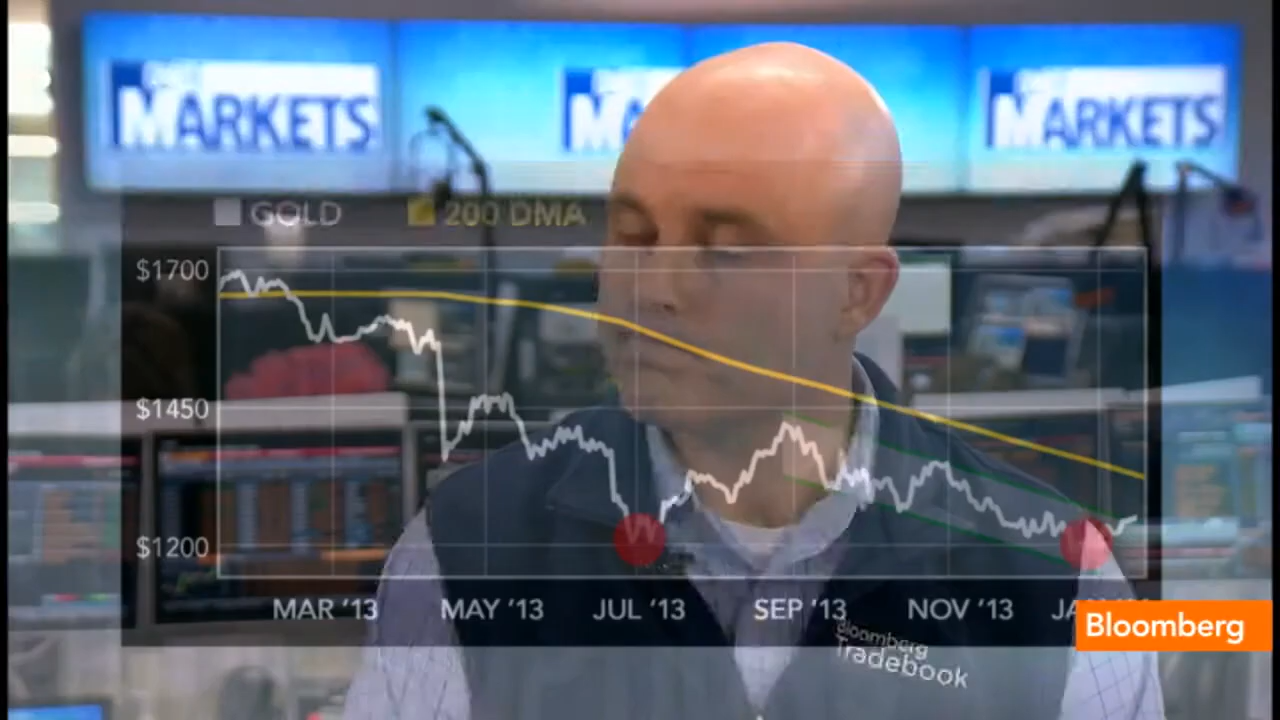 MARKETS
MARKETS
GOLD
200 DMA
$1700
$1450
$1200
MAR '13
MAY '13
JUL '13
SEP '13
NOV '13
Bloomberg
Bloomberg
Tradebook